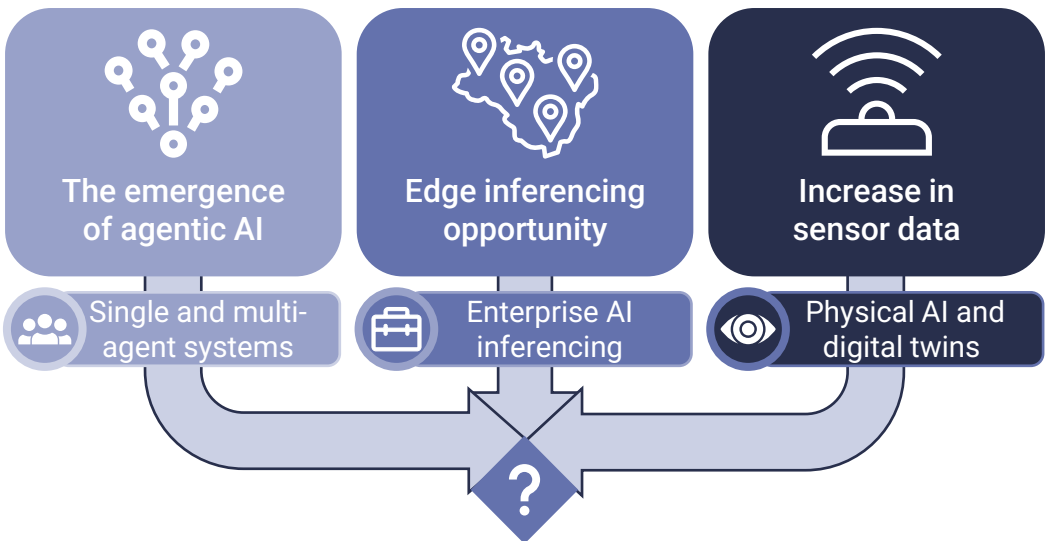 The emergence
of agentic AI
Edge inferencing
opportunity
Increase in
sensor data
Single and multi-
agent systems
Enterprise AI
inferencing
Physical AI and
digital twins
?